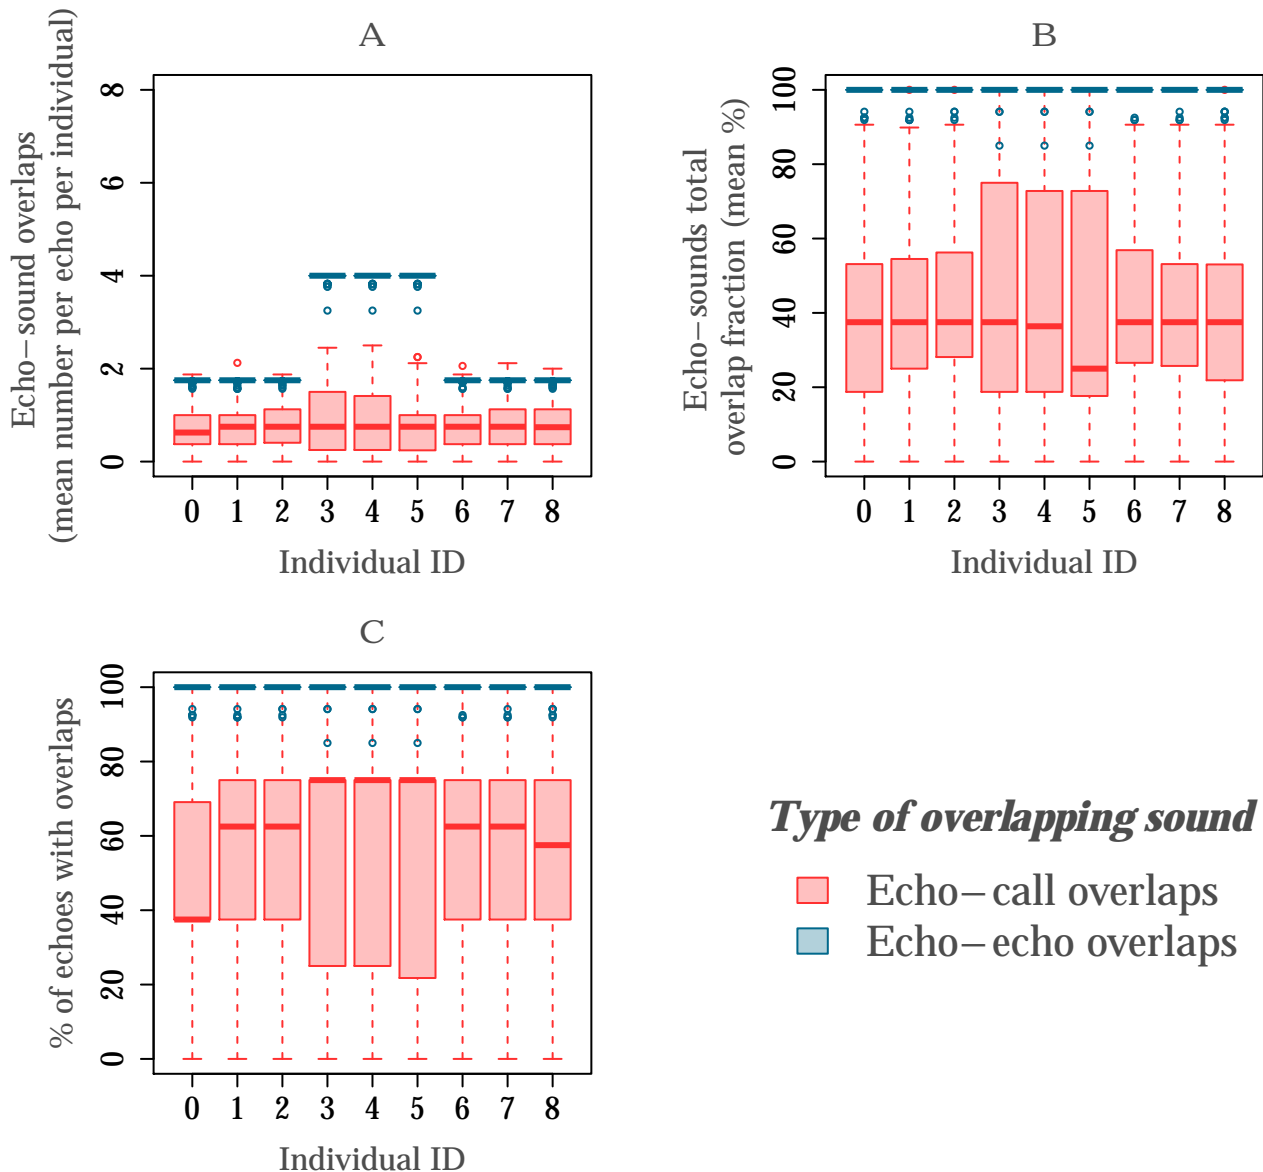 A
Echo−sound overlaps
(mean number per echo per individual)
8
6
4
2
0
0 1 2 3 4 5 6 7 8
Individual ID
B
Echo−sounds total
overlap fraction (mean %)
100
80
60
40
20
0
0 1 2 3 4 5 6 7 8
Individual ID
C
% of echoes with overlaps
100
80
60
40
20
0
0 1 2 3 4 5 6 7 8
Individual ID
Type of overlapping sound
Echo−call overlaps
Echo−echo overlaps